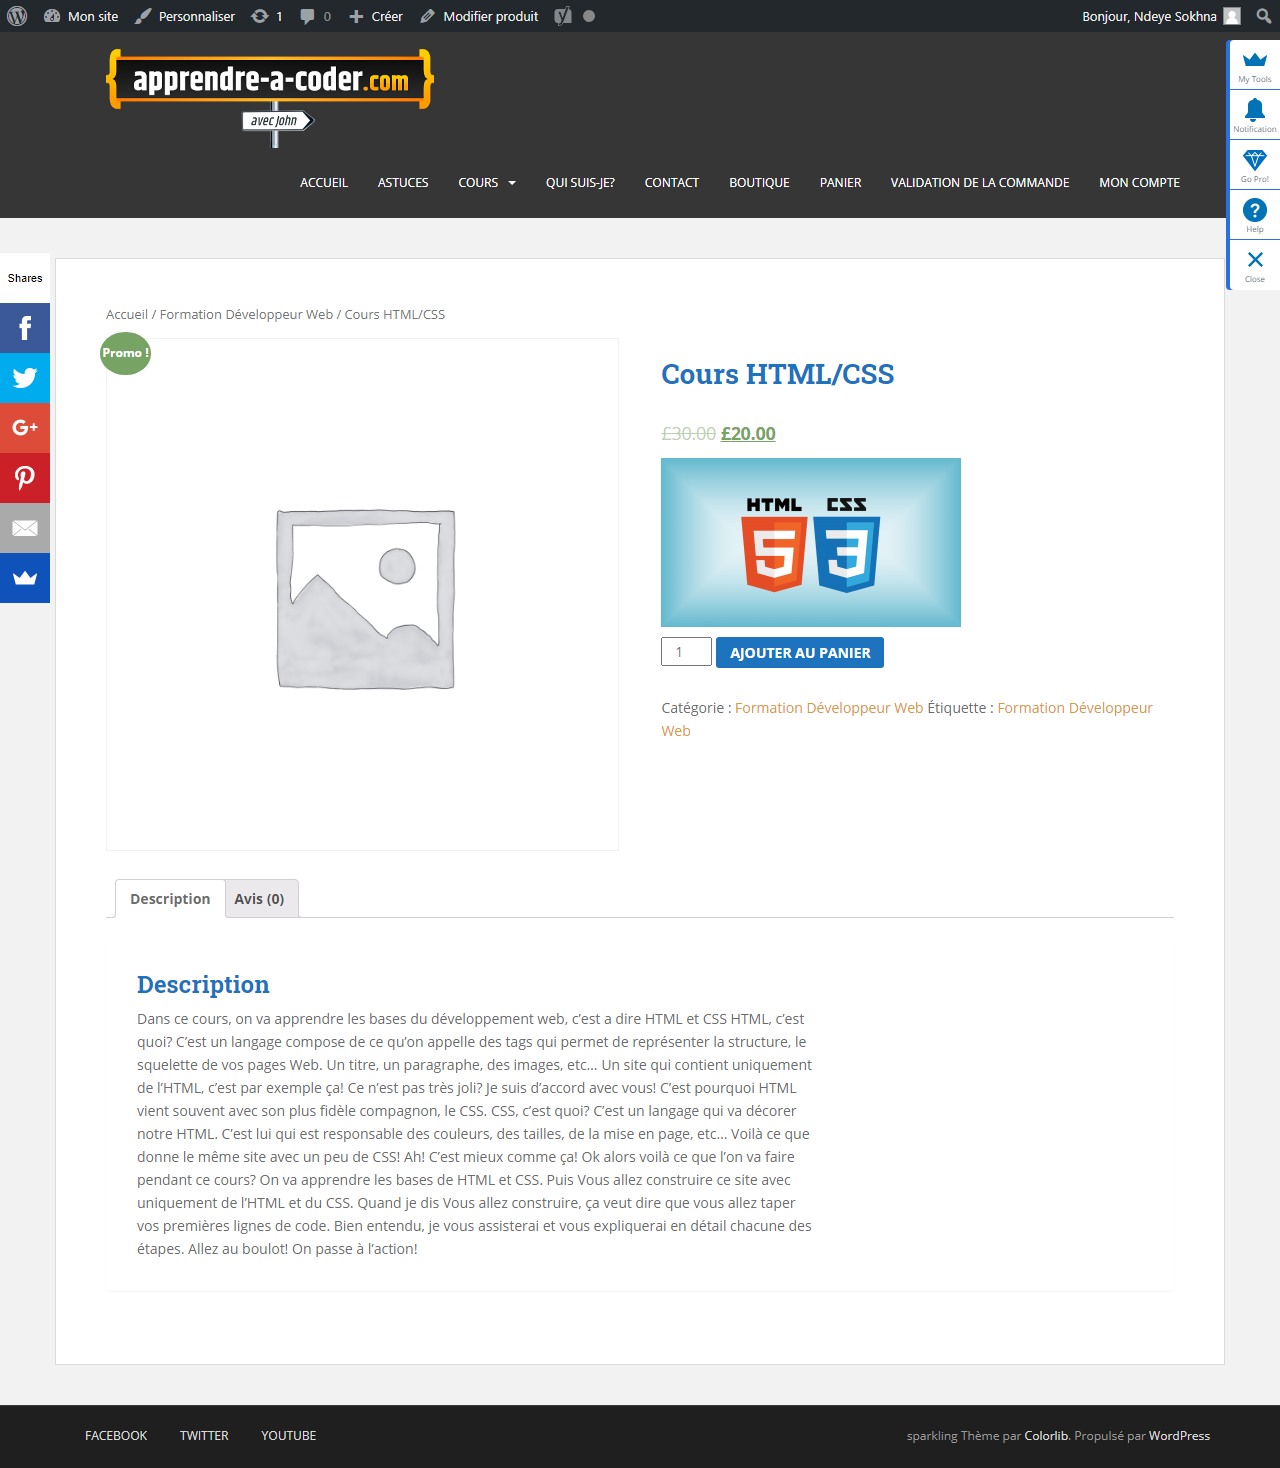 Mon site Personnaliser 1 0 Créer Modifier produit Bonjour, Ndeye Sokhna
apprendre-a-coder.com
avec John
My Tools
Notification
Go Pro!
Help
Close
ACCUEIL ASTUCES COURS QUI SUIS-JE? CONTACT BOUTIQUE PANIER VALIDATION DE LA COMMANDE MON COMPTE
Shares
Accueil / Formation Développeur Web / Cours HTML/CSS
Promo !
Cours HTML/CSS
£30.00 £20.00
HTML CSS
5 3
1 AJOUTER AU PANIER
Catégorie : Formation Développeur Web Étiquette : Formation Développeur
Web
Description Avis (0)
Description
Dans ce cours, on va apprendre les bases du développement web, c’est a dire HTML et CSS HTML, c’est
quoi? C’est un langage compose de ce qu’on appelle des tags qui permet de représenter la structure, le
squelette de vos pages Web. Un titre, un paragraphe, des images, etc… Un site qui contient uniquement
de l’HTML, c’est par exemple ça! Ce n’est pas très joli? Je suis d’accord avec vous! C’est pourquoi HTML
vient souvent avec son plus fidèle compagnon, le CSS. CSS, c’est quoi? C’est un langage qui va décorer
notre HTML. C’est lui qui est responsable des couleurs, des tailles, de la mise en page, etc… Voilà ce que
donne le même site avec un peu de CSS! Ah! C’est mieux comme ça! Ok alors voilà ce que l’on va faire
pendant ce cours? On va apprendre les bases de HTML et CSS. Puis Vous allez construire ce site avec
uniquement de l’HTML et du CSS. Quand je dis Vous allez construire, ça veut dire que vous allez taper
vos premières lignes de code. Bien entendu, je vous assisterai et vous expliquerai en détail chacune des
étapes. Allez au boulot! On passe à l’action!
FACEBOOK TWITTER YOUTUBE sparkling Thème par Colorlib. Propulsé par WordPress